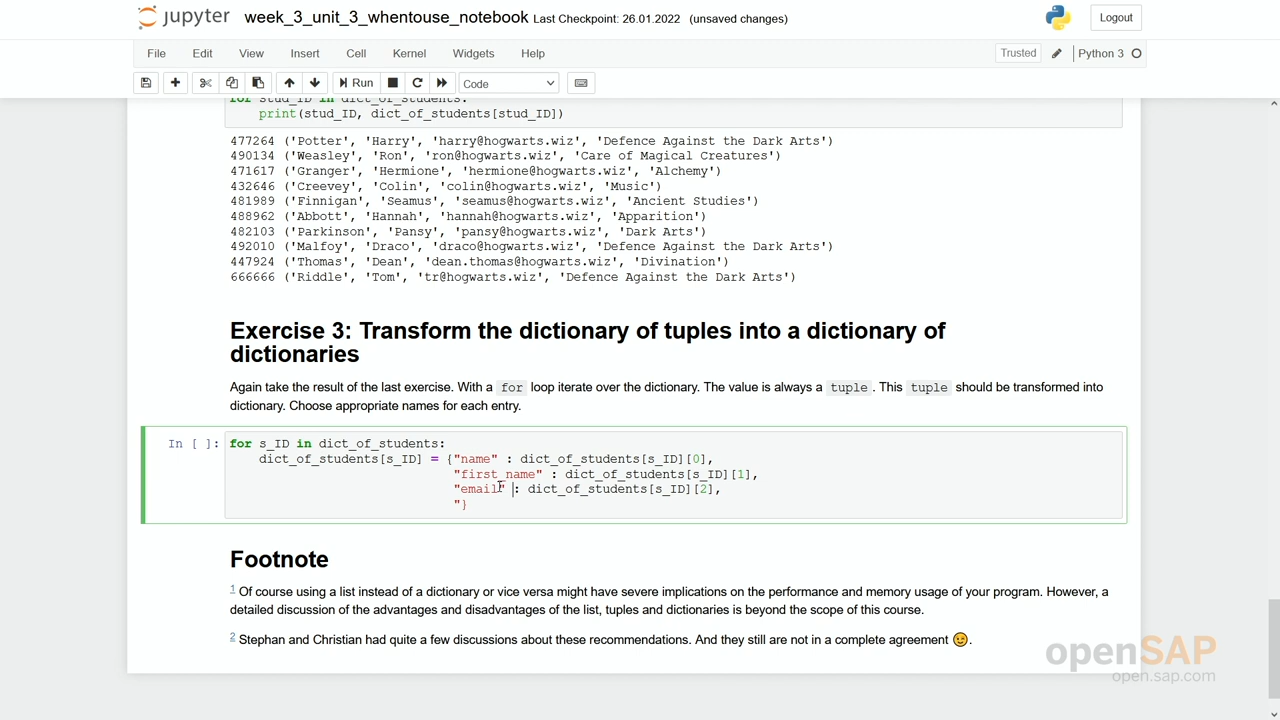 jupyter week_3_unit_3_whentouse_notebook Last Checkpoint: 26.01.2022 (unsaved changes) Logout
File Edit View Insert Cell Kernel Widgets Help Trusted Python 3
Run Code
for stud_ID in dict_of_students:
print(stud_ID, dict_of_students[stud_ID])
477264 ('Potter', 'Harry', 'harry@hogwarts.wiz', 'Defence Against the Dark Arts')
490134 ('Weasley', 'Ron', 'ron@hogwarts.wiz', 'Care of Magical Creatures')
471617 ('Granger', 'Hermione', 'hermione@hogwarts.wiz', 'Alchemy')
432646 ('Creevey', 'Colin', 'colin@hogwarts.wiz', 'Music')
481989 ('Finnigan', 'Seamus', 'seamus@hogwarts.wiz', 'Ancient Studies')
488962 ('Abbott', 'Hannah', 'hannah@hogwarts.wiz', 'Apparition')
482103 ('Parkinson', 'Pansy', 'pansy@hogwarts.wiz', 'Dark Arts')
492010 ('Malfoy', 'Draco', 'draco@hogwarts.wiz', 'Defence Against the Dark Arts')
447924 ('Thomas', 'Dean', 'dean.thomas@hogwarts.wiz', 'Divination')
666666 ('Riddle', 'Tom', 'tr@hogwarts.wiz', 'Defence Against the Dark Arts')
Exercise 3: Transform the dictionary of tuples into a dictionary of
dictionaries
Again take the result of the last exercise. With a for loop iterate over the dictionary. The value is always a tuple. This tuple should be transformed into
dictionary. Choose appropriate names for each entry.
In [ ]: for s_ID in dict_of_students:
dict_of_students[s_ID] = {"name" : dict_of_students[s_ID][0],
"first_name" : dict_of_students[s_ID][1],
"email" : dict_of_students[s_ID][2],
"}
Footnote
1 Of course using a list instead of a dictionary or vice versa might have severe implications on the performance and memory usage of your program. However, a
detailed discussion of the advantages and disadvantages of the list, tuples and dictionaries is beyond the scope of this course.
2 Stephan and Christian had quite a few discussions about these recommendations. And they still are not in a complete agreement 😉.
openSAP
open.sap.com